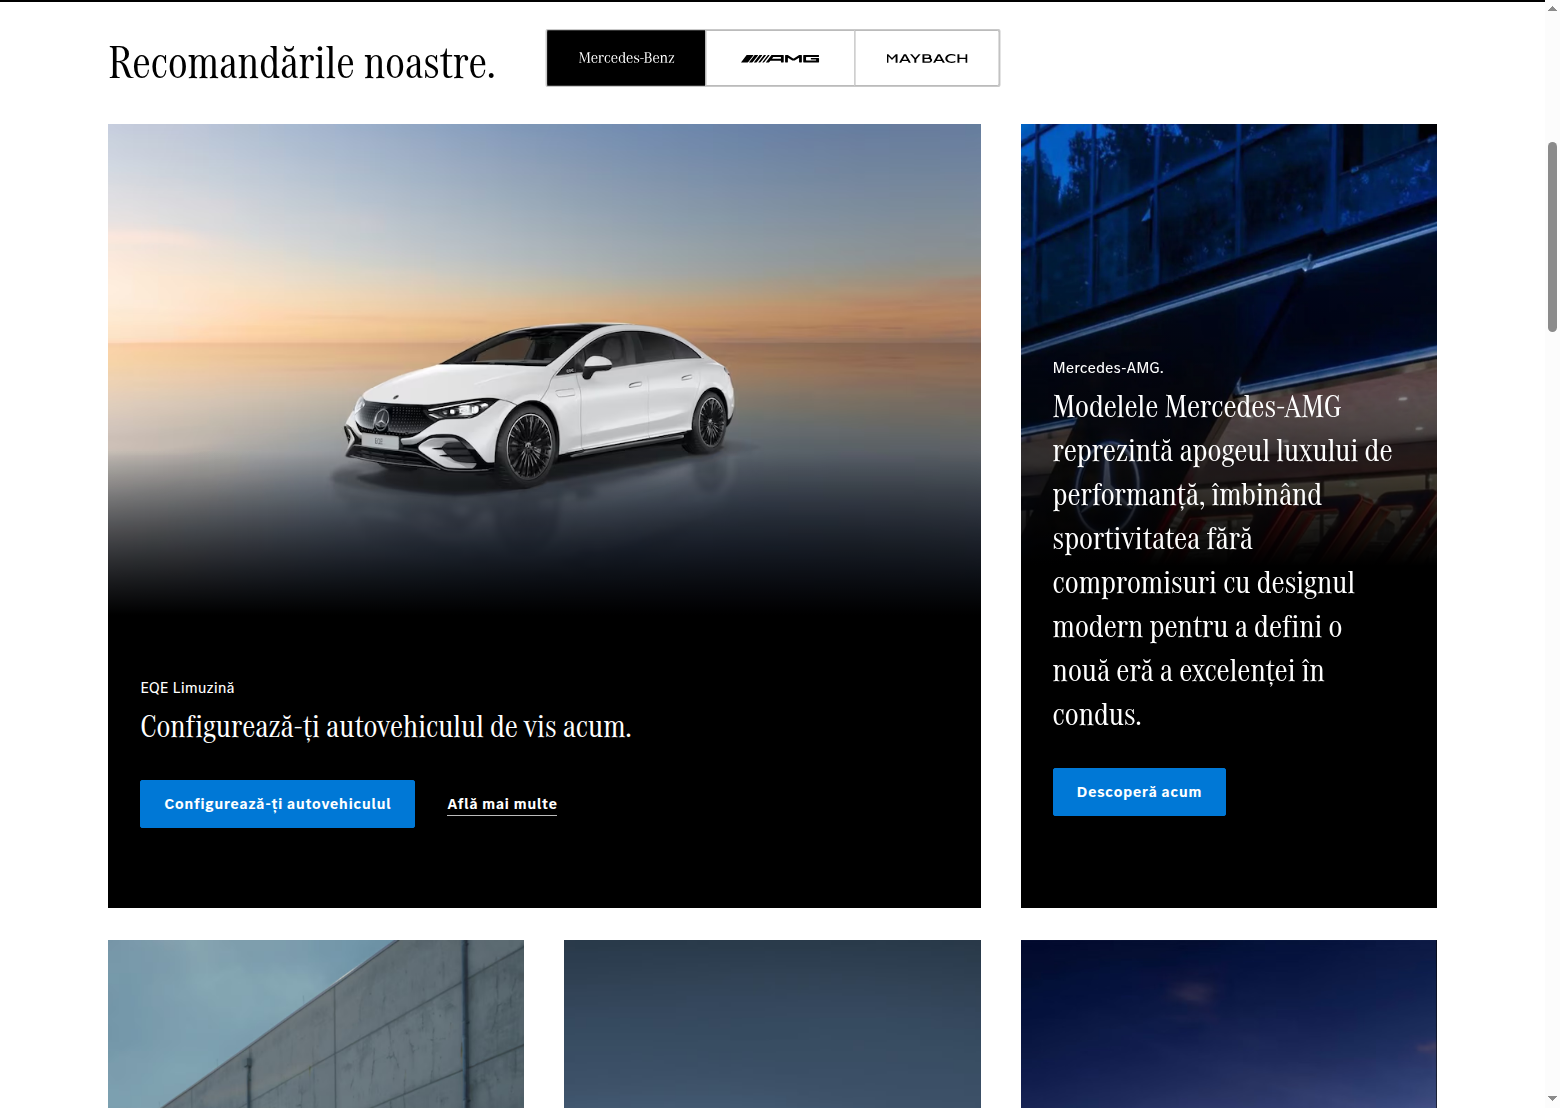 Recomandările noastre.
Mercedes-Benz
AMG
MAYBACH
EQE
EQE Limuzină
Configurează-ți autovehiculul de vis acum.
Configurează-ți autovehiculul
Află mai multe
Mercedes-AMG.
Modelele Mercedes-AMG
reprezintă apogeul luxului de
performanță, îmbinând
sportivitatea fără
compromisuri cu designul
modern pentru a defini o
nouă eră a excelenței în
condus.
Descoperă acum